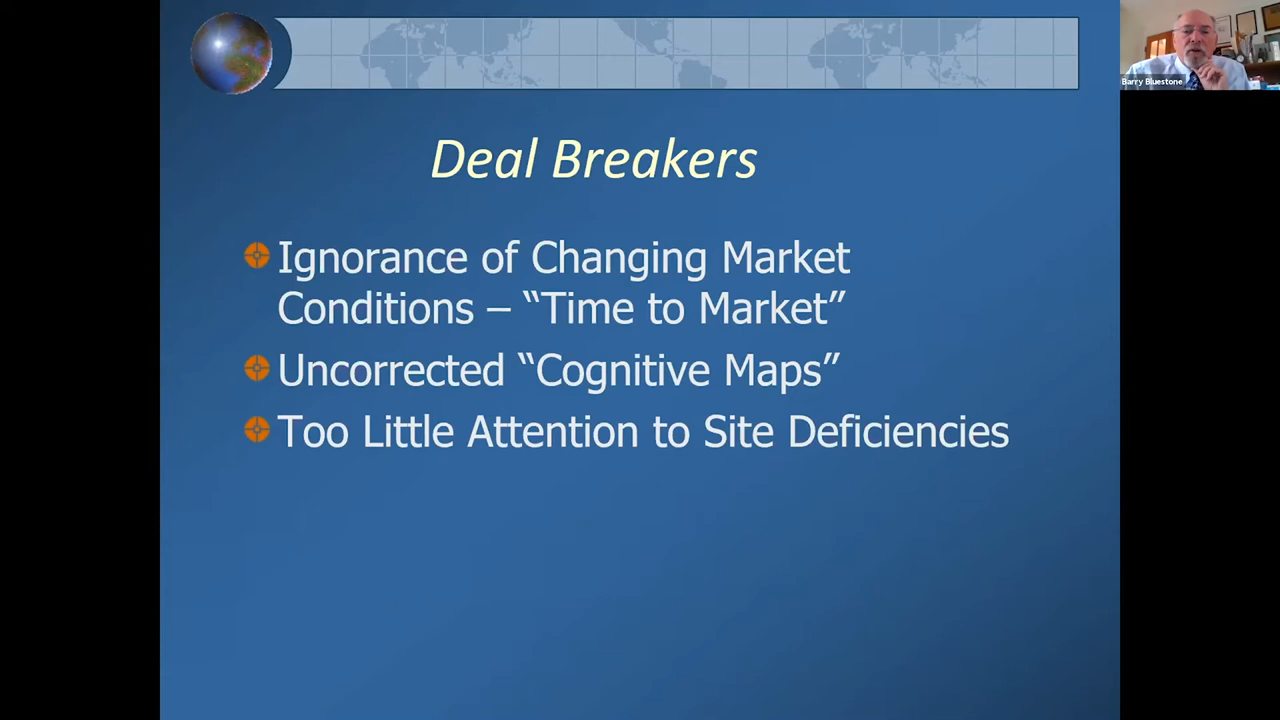 Barry Bluestone
Deal Breakers
Ignorance of Changing Market
Conditions – “Time to Market”
Uncorrected “Cognitive Maps”
Too Little Attention to Site Deficiencies